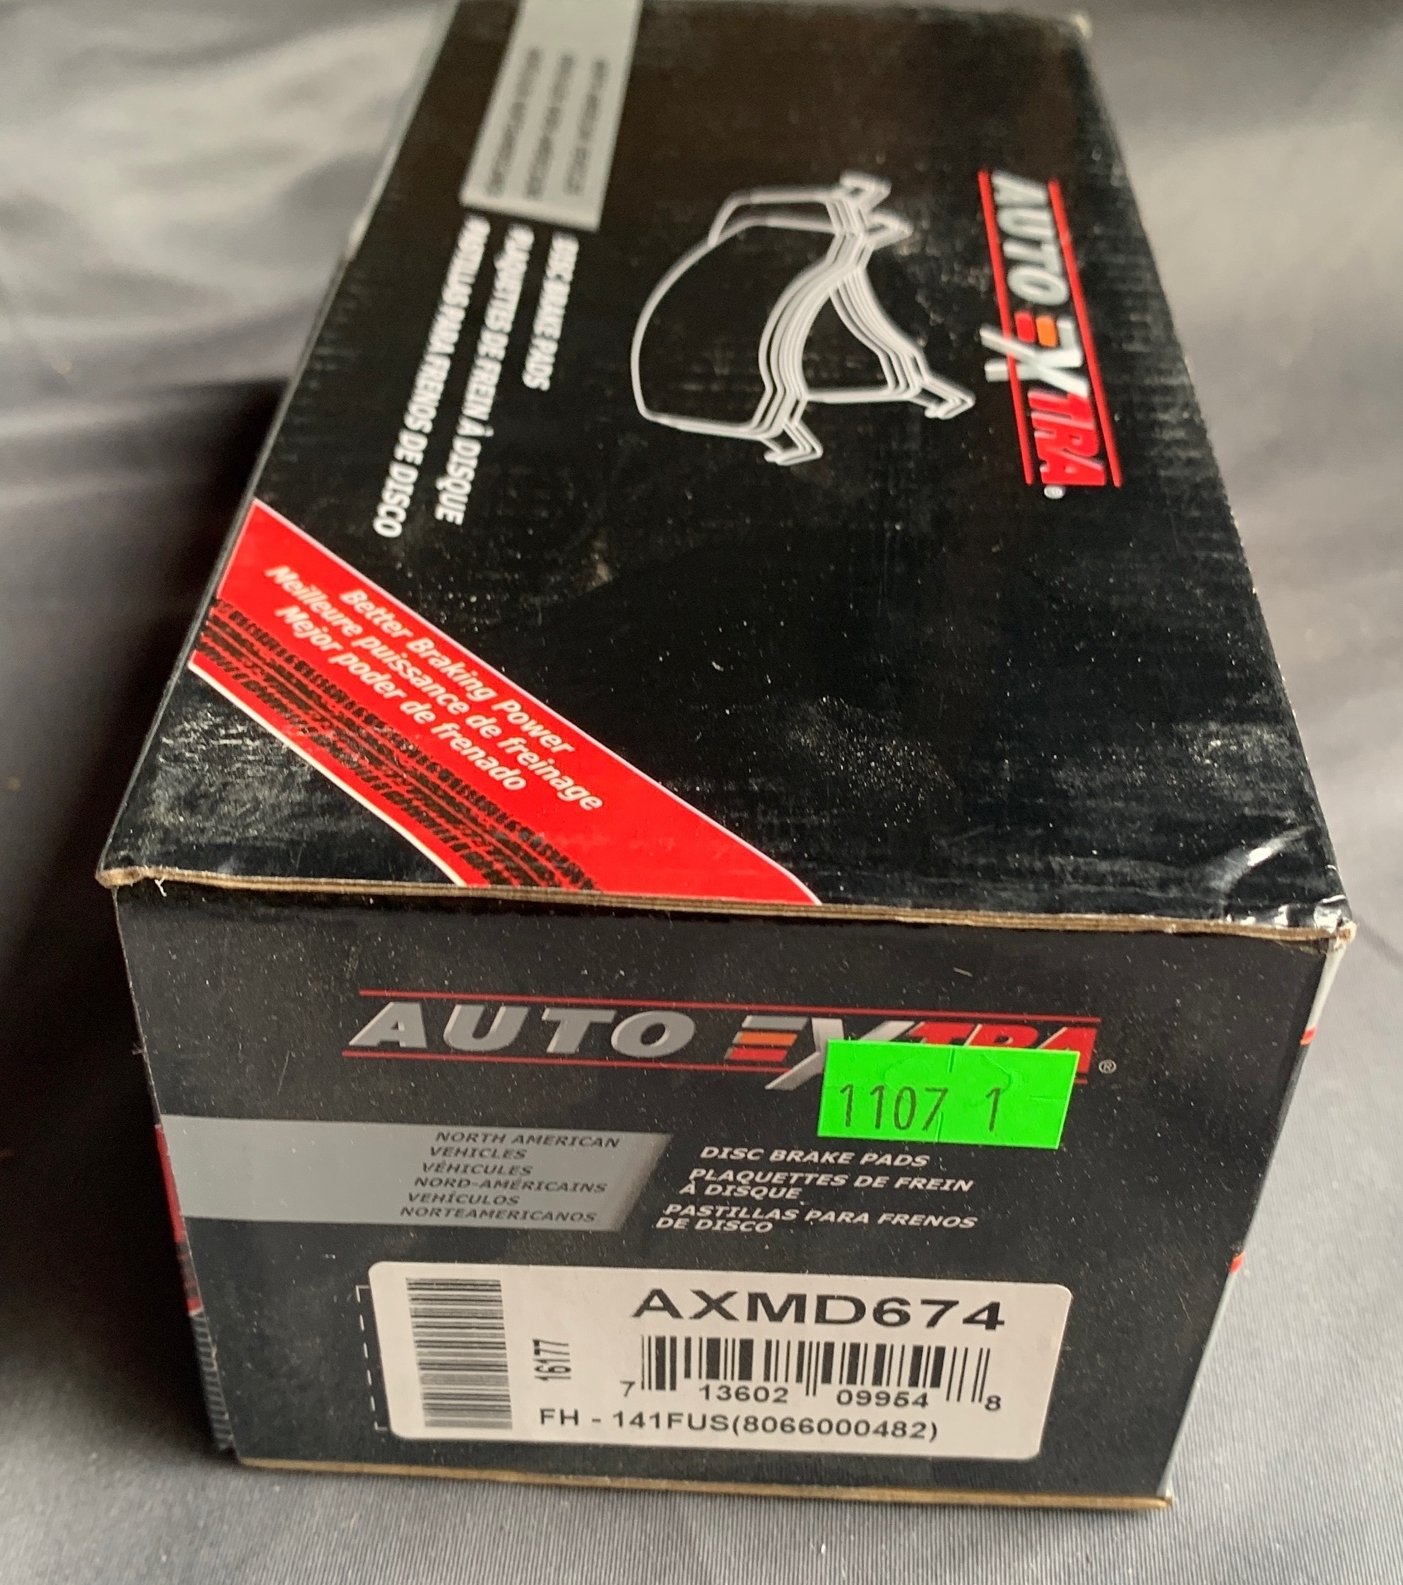 AUTO EXTRA®
DISC BRAKE PADS
PLAQUETTES DE FREIN À DISQUE
PASTILLAS PARA FRENOS DE DISCO
Better Braking Power
Meilleure puissance de freinage
Mejor poder de frenado
AUTO EXTRA®
1107 1
NORTH AMERICAN
VEHICLES
VÉHICULES
NORD-AMÉRICAINS
VEHÍCULOS
NORTEAMERICANOS
DISC BRAKE PADS
PLAQUETTES DE FREIN
À DISQUE
PASTILLAS PARA FRENOS
DE DISCO
AXMD674
16177
7 13602 09954 8
FH - 141FUS(8066000482)